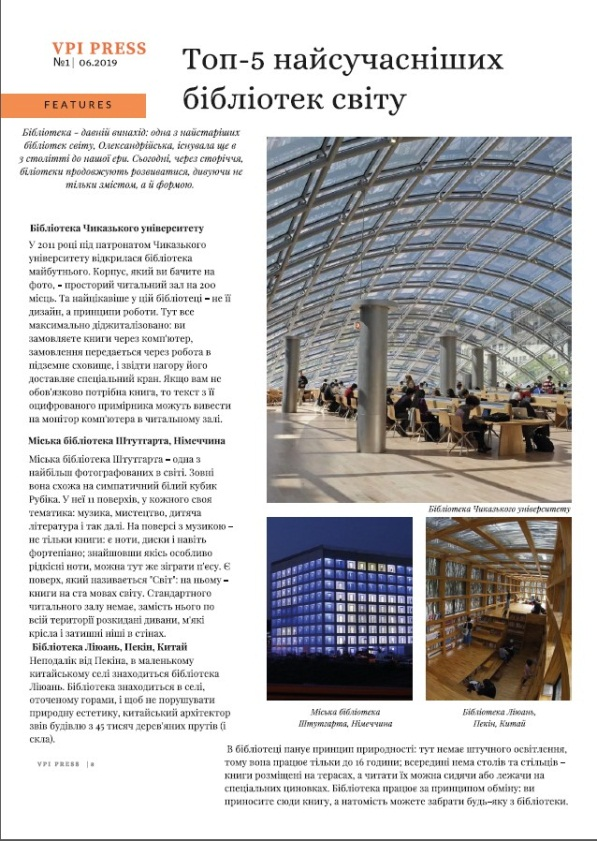 VPI PRESS
№1| 06.2019
Топ-5 найсучасніших
бібліотек світу
FEATURES
Бібліотека – давній винахід: одна з найстаріших
бібліотек світу, Олександрійська, існувала ще в
3 столітті до нашої ери. Сьогодні, через сторіччя,
біліотеки продовжують розвиватися, дивуючи не
тільки змістом, а й формою.
Бібліотека Чиказького університету
У 2011 році під патронатом Чиказького
університету відкрилася бібліотека
майбутнього. Корпус, який ви бачите на
фото, – просторий читальний зал на 200
місць. Та найцікавіше у цій бібліотеці – не її
дизайн, а принципи роботи. Тут все
максимально діджиталізовано: ви
замовляєте книги через комп'ютер,
замовлення передається через робота в
підземне сховище, і звідти нагору його
доставляє спеціальний кран. Якщо вам не
обов'язково потрібна книга, то текст з її
оцифрованого примірника можуть вивести
на монітор комп'ютера в читальному залі.
Міська бібліотека Штутгарта, Німеччина
Міська бібліотека Штутгарта – одна з
найбільш фотографованих в світі. Зовні
вона схожа на симпатичний білий кубик
Рубіка. У неї 11 поверхів, у кожного своя
тематика: музика, мистецтво, дитяча
література і так далі. На поверсі з музикою –
не тільки книги: є ноти, диски і навіть
фортепіано; знайшовши якісь особливо
рідкісні ноти, можна тут же зіграти п'єсу. Є
поверх, який називається "Світ": на ньому –
книги на ста мовах світу. Стандартного
читального залу немає, замість нього по
всій території розкидані дивани, м'які
крісла і затишні ніші в стінах.
Бібліотека Ліюань, Пекін, Китай
Неподалік від Пекіна, в маленькому
китайському селі знаходиться бібліотека
Ліюань. Бібліотека знаходиться в селі,
оточеному горами, і щоб не порушувати
природну естетику, китайський архітектор
звів будівлю з 45 тисяч дерев'яних прутів (і
скла).
Бібліотека Чиказького університету
Міська бібліотека
Штутгарта, Німеччина
Бібліотека Ліюань,
Пекін, Китай
В бібліотеці панує принцип природності: тут немає штучного освітлення,
тому вона працює тільки до 16 години; всередині нема столів та стільців –
книги розміщені на терасах, а читати їх можна сидячи або лежачи на
спеціальних циновках. Бібліотека працює за принципом обміну: ви
приносите сюди книгу, а натомість можете забрати будь–яку з бібліотеки.
VPI PRESS | 6